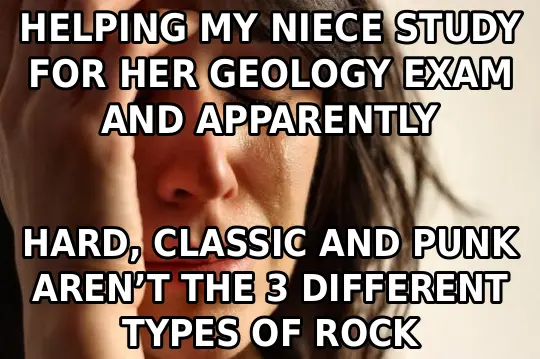 HELPING MY NIECE STUDY
FOR HER GEOLOGY EXAM
AND APPARENTLY
HARD, CLASSIC AND PUNK
AREN'T THE 3 DIFFERENT
TYPES OF ROCK